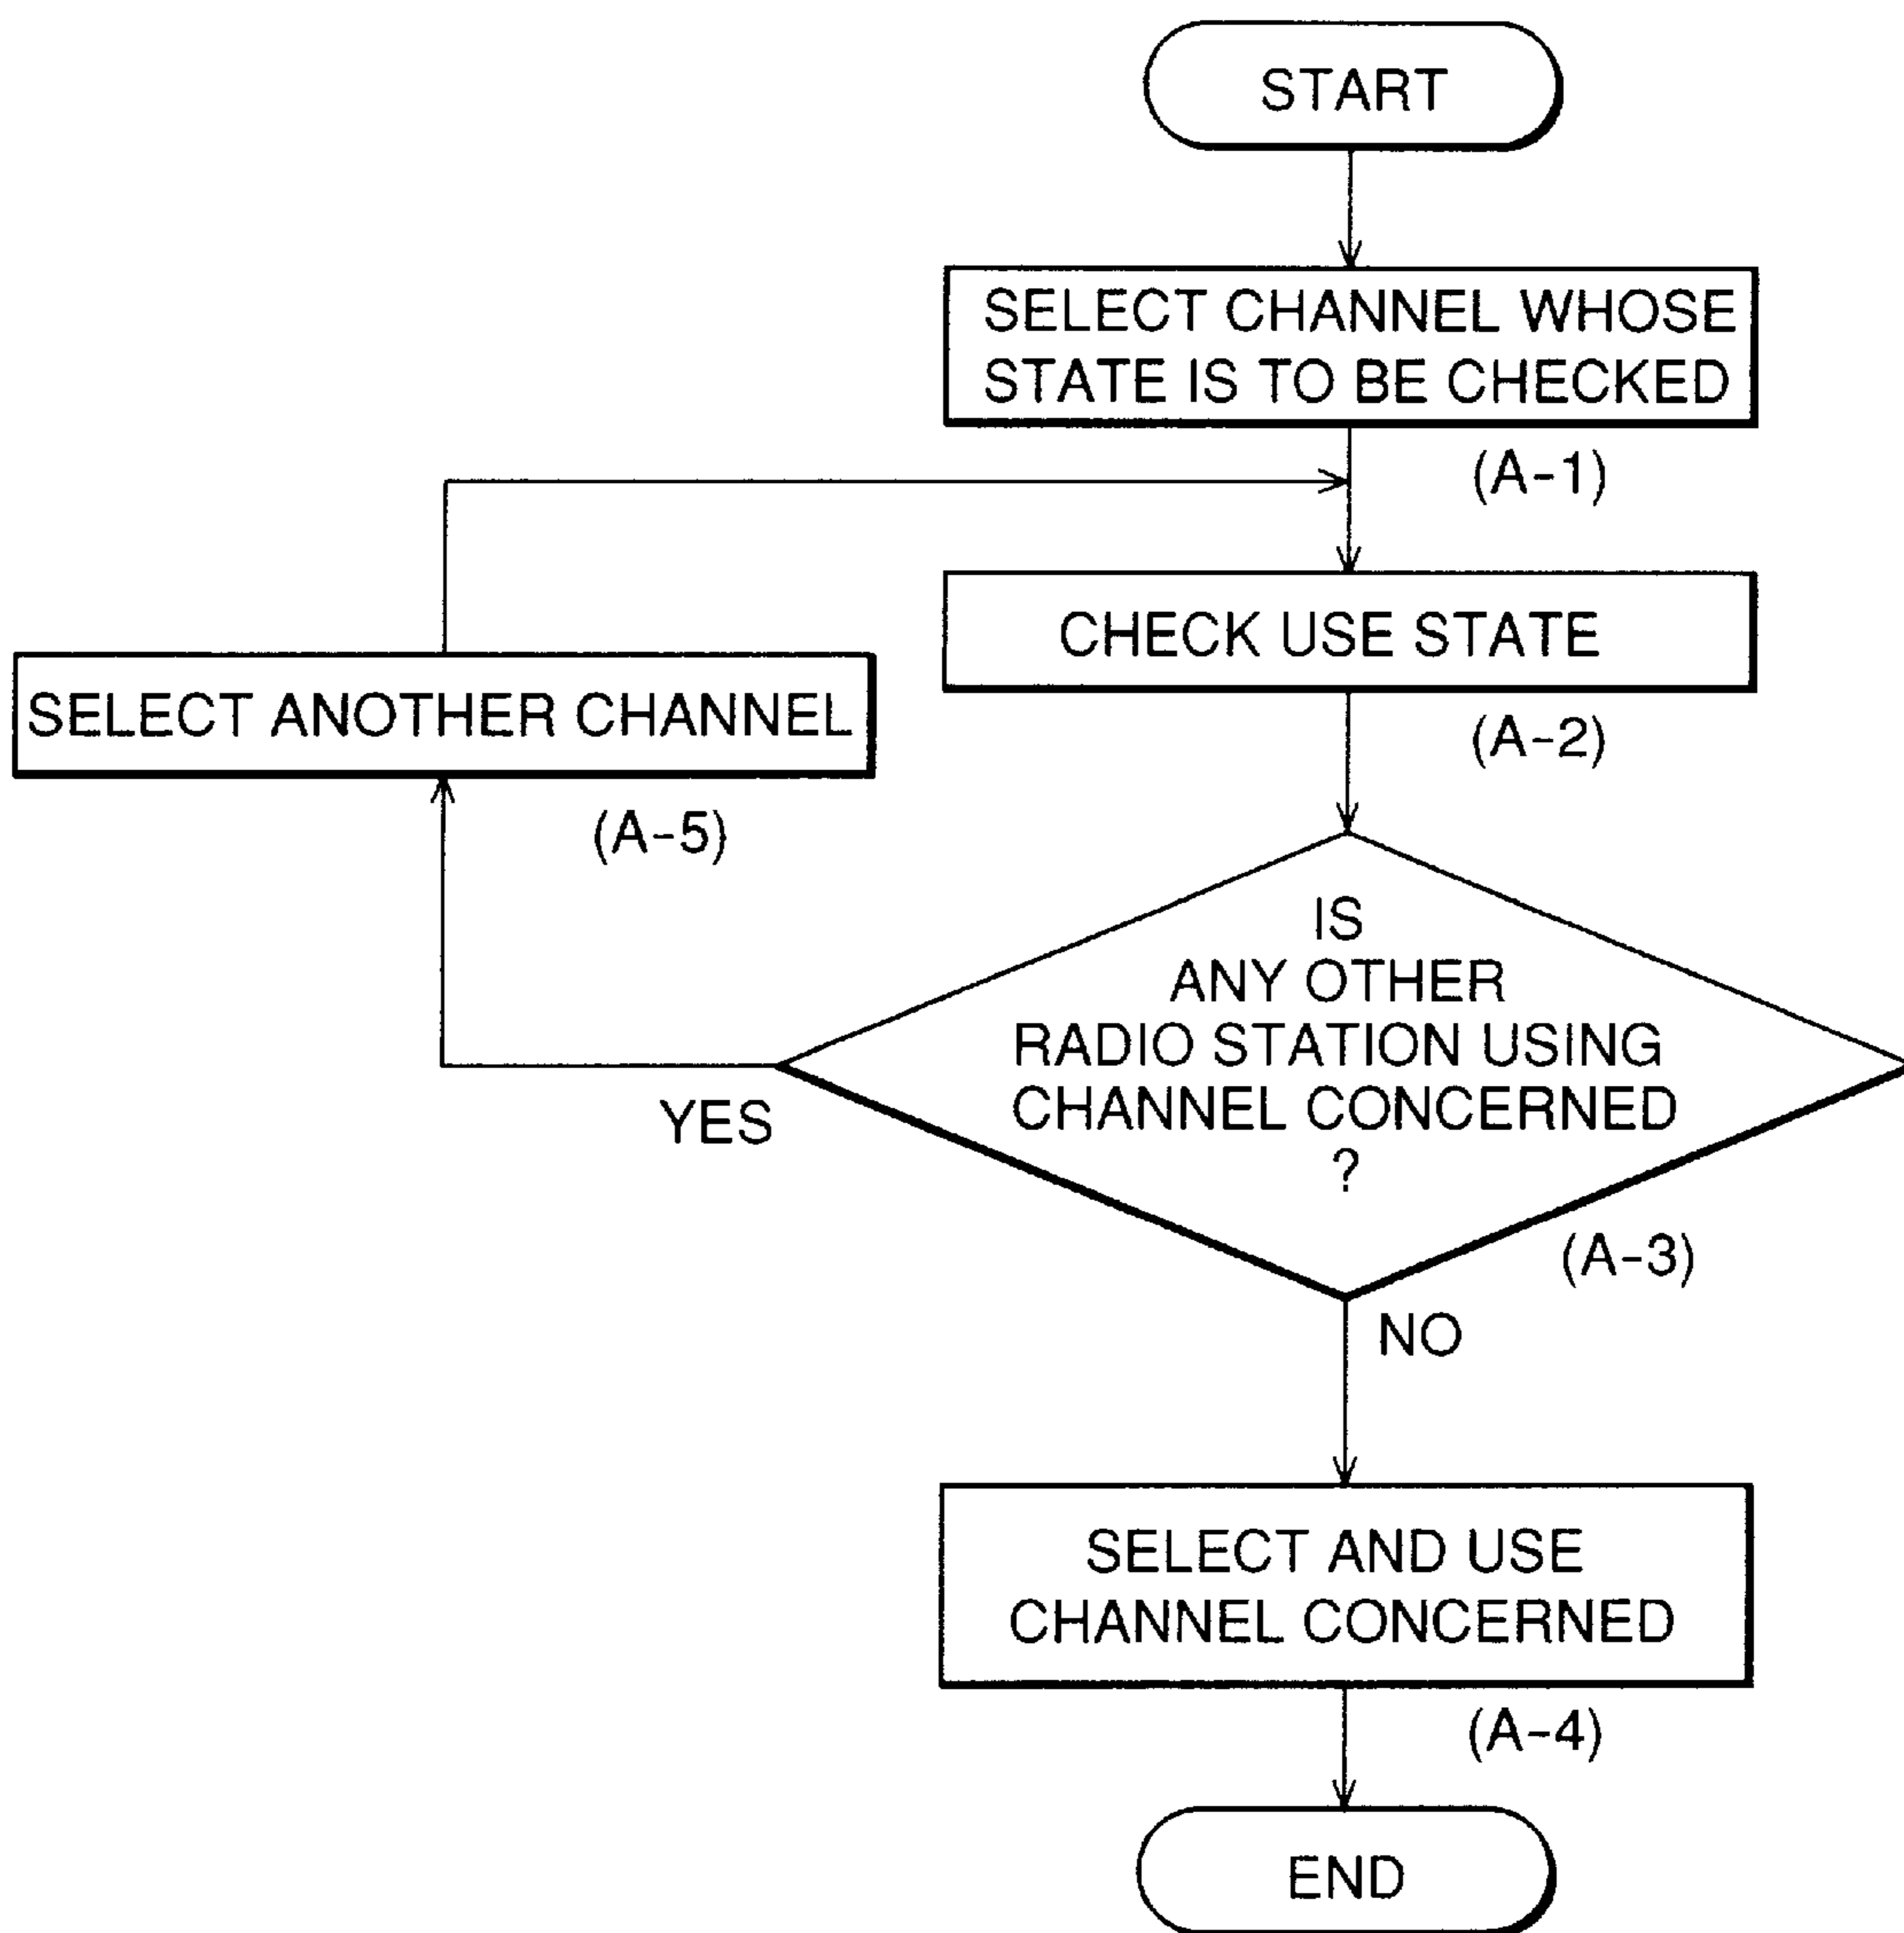 START
SELECT CHANNEL WHOSE
STATE IS TO BE CHECKED
(A-1)
CHECK USE STATE
(A-2)
SELECT ANOTHER CHANNEL
(A-5)
IS
ANY OTHER
RADIO STATION USING
CHANNEL CONCERNED
?
YES
(A-3)
NO
SELECT AND USE
CHANNEL CONCERNED
(A-4)
END